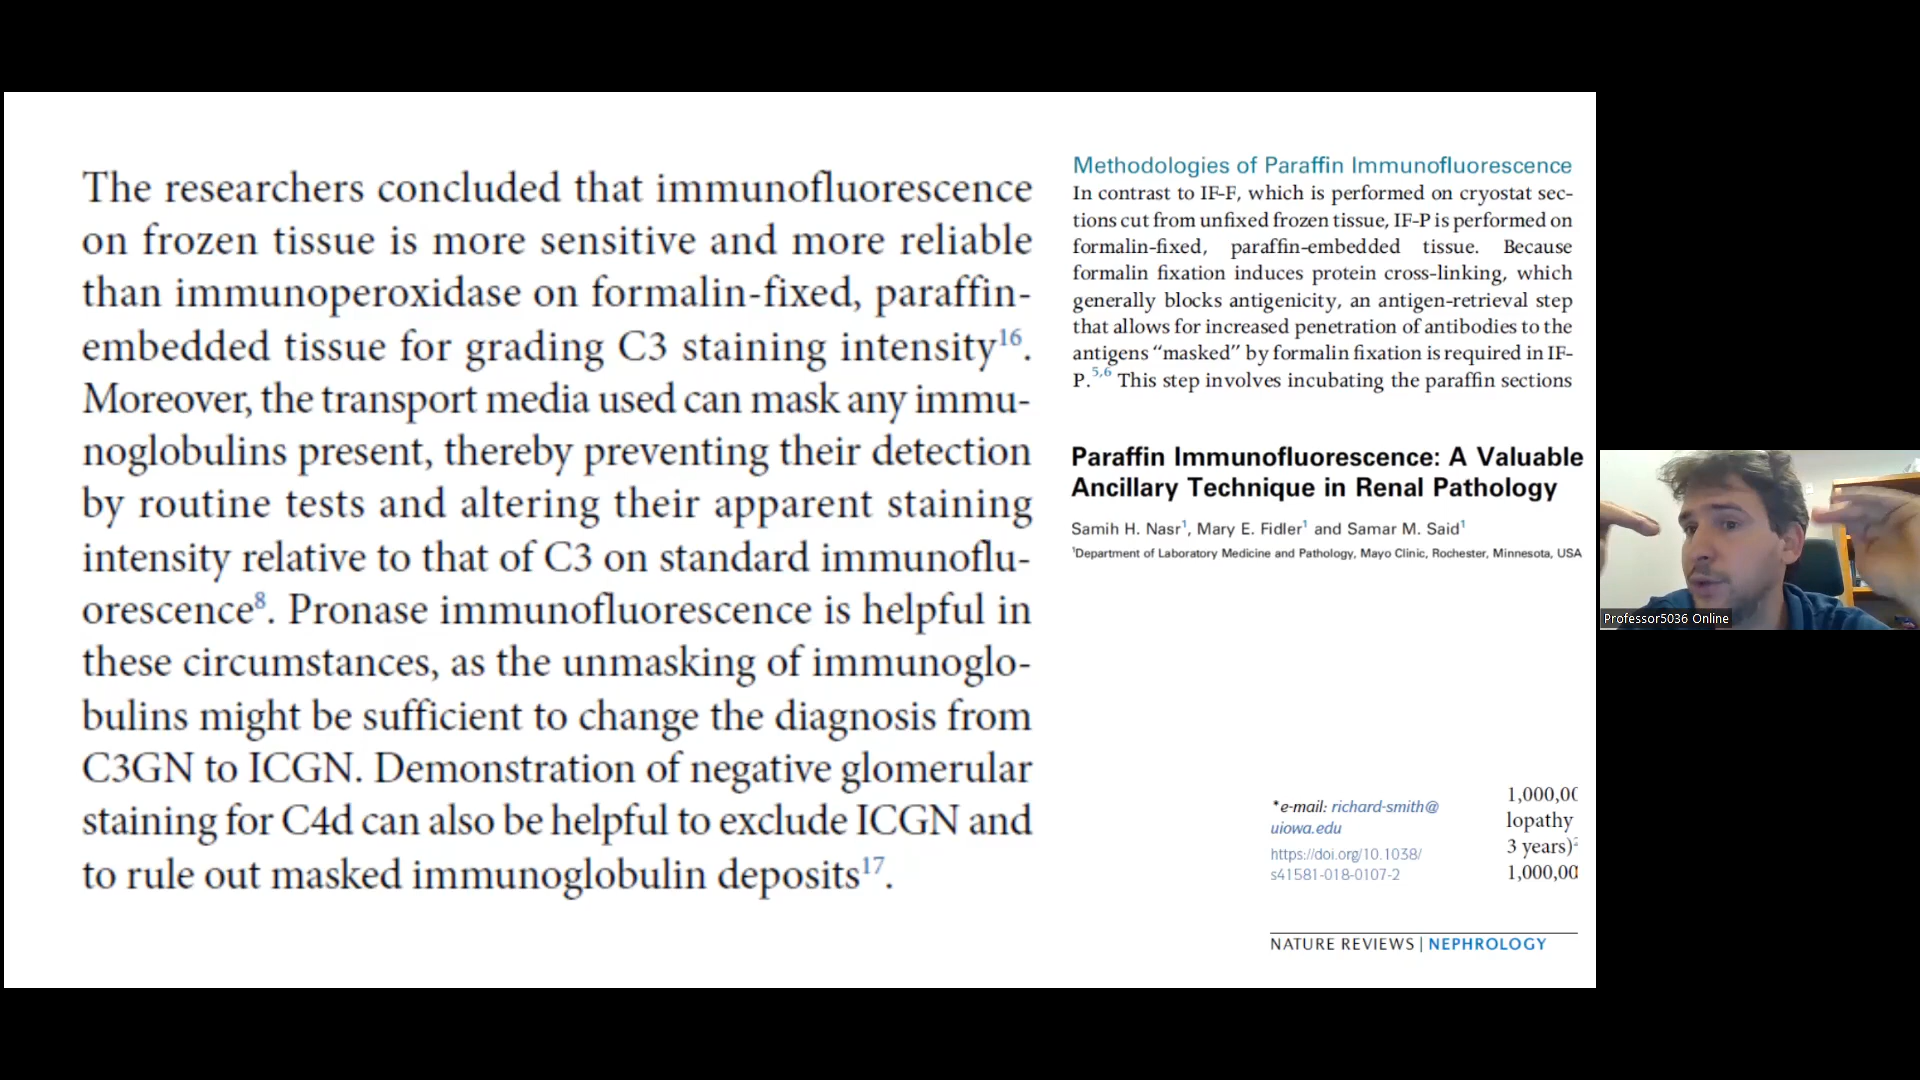 The researchers concluded that immunofluorescence
on frozen tissue is more sensitive and more reliable
than immunoperoxidase on formalin-fixed, paraffin-
embedded tissue for grading C3 staining intensity16.
Moreover, the transport media used can mask any immu-
noglobulins present, thereby preventing their detection
by routine tests and altering their apparent staining
intensity relative to that of C3 on standard immunoflu-
orescence8. Pronase immunofluorescence is helpful in
these circumstances, as the unmasking of immunoglo-
bulins might be sufficient to change the diagnosis from
C3GN to ICGN. Demonstration of negative glomerular
staining for C4d can also be helpful to exclude ICGN and
to rule out masked immunoglobulin deposits17.
Methodologies of Paraffin Immunofluorescence
In contrast to IF-F, which is performed on cryostat sec-
tions cut from unfixed frozen tissue, IF-P is performed on
formalin-fixed, paraffin-embedded tissue. Because
formalin fixation induces protein cross-linking, which
generally blocks antigenicity, an antigen-retrieval step
that allows for increased penetration of antibodies to the
antigens “masked” by formalin fixation is required in IF-
P.5,6 This step involves incubating the paraffin sections
Paraffin Immunofluorescence: A Valuable
Ancillary Technique in Renal Pathology
Samih H. Nasr1, Mary E. Fidler1 and Samar M. Said1
1Department of Laboratory Medicine and Pathology, Mayo Clinic, Rochester, Minnesota, USA
*e-mail: richard-smith@
uiowa.edu
https://doi.org/10.1038/
s41581-018-0107-2
1,000,00
lopathy
3 years)
1,000,00
NATURE REVIEWS | NEPHROLOGY
Professor5036 Online